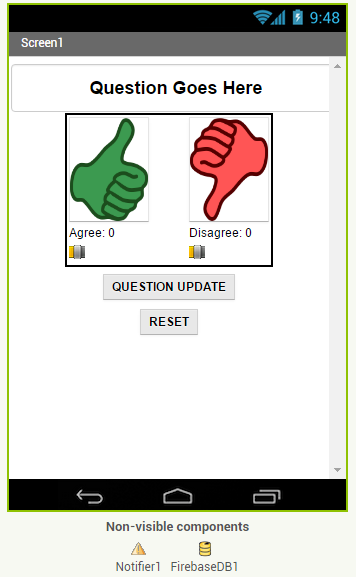 9:48
Screen1
Question Goes Here
Agree: 0 Disagree: 0
QUESTION UPDATE
RESET
Non-visible components
Notifier1 FirebaseDB1